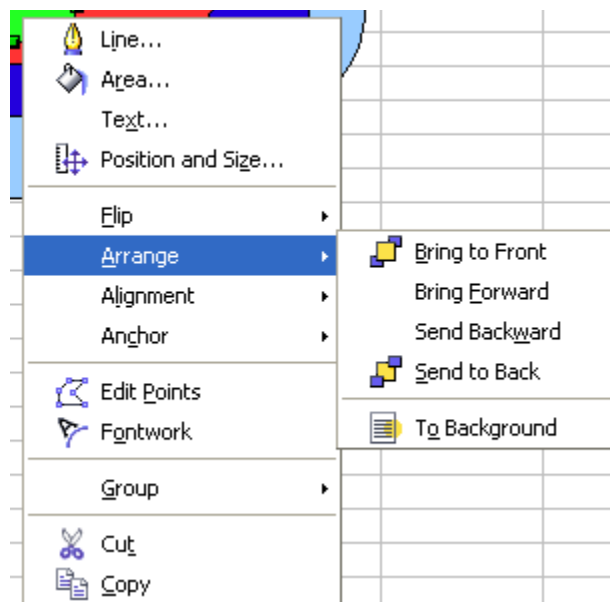 Line...
Area...
Text...
Position and Size...
Flip
Arrange
Alignment
Anchor
Edit Points
Fontwork
Group
Cut
Copy
Bring to Front
Bring Forward
Send Backward
Send to Back
To Background